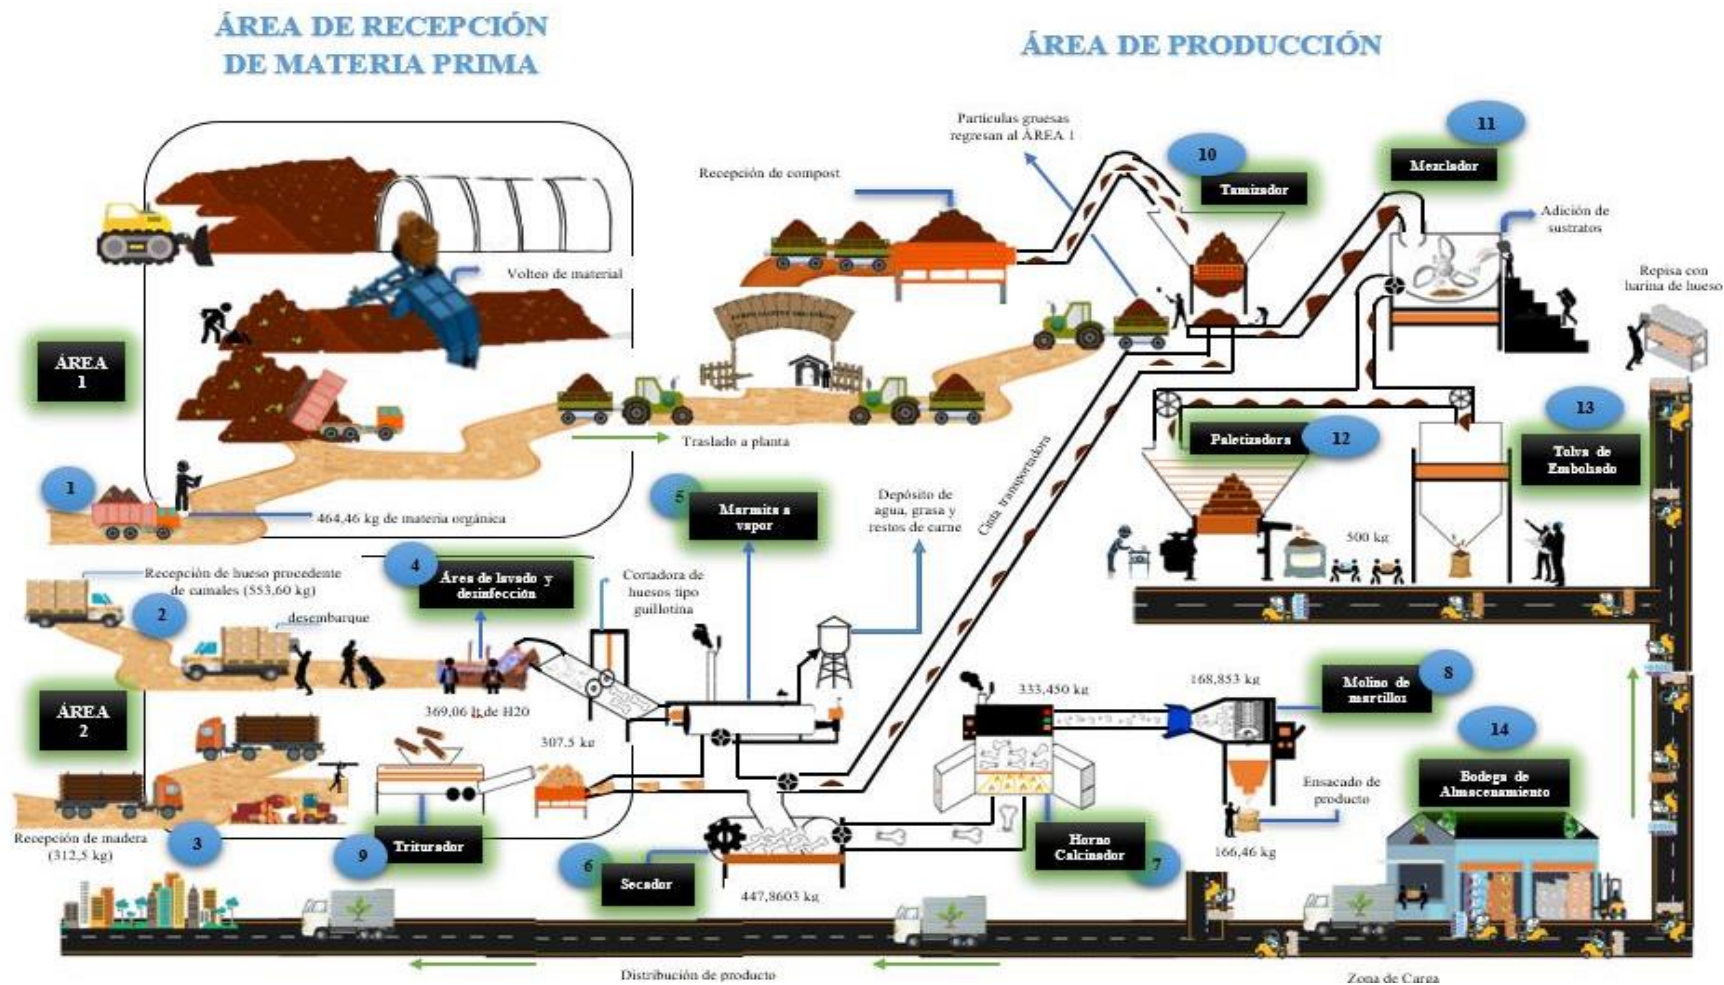 ÁREA DE RECEPCIÓN
DE MATERIA PRIMA
ÁREA DE PRODUCCIÓN
Partículas gruesas
regresan al ÁREA 1
11
10
Mezclador
Recepción de compost
Tamizador
Adición de
sustratos
Volteo de material
Repisa con
harina de hueso
ÁREA
1
13
Paletizadora
12
Tolva de
Embolsado
Traslado a planta
1
464,46 kg de materia orgánica
5
Marmita a
vapor
Depósito de
agua, grasa y
restos de carne
Cinta transportadora
500 kg
Recepción de hueso procedente
de camales (553,60 kg)
4
Área de lavado y
desinfección
Cortadora de
huesos tipo
guillotina
2
desembarque
ÁREA
2
369,06 lt de H20
307.5 kg
333,450 kg
168,853 kg
Molino de
martillos
8
14
Bodega de
Almacenamiento
Ensacado de
producto
Recepción de madera
(312,5 kg)
3
9
Triturador
6
Secador
Horno
Calcinador
7
166,46 kg
447,8603 kg
Distribución de producto
Zona de Carga